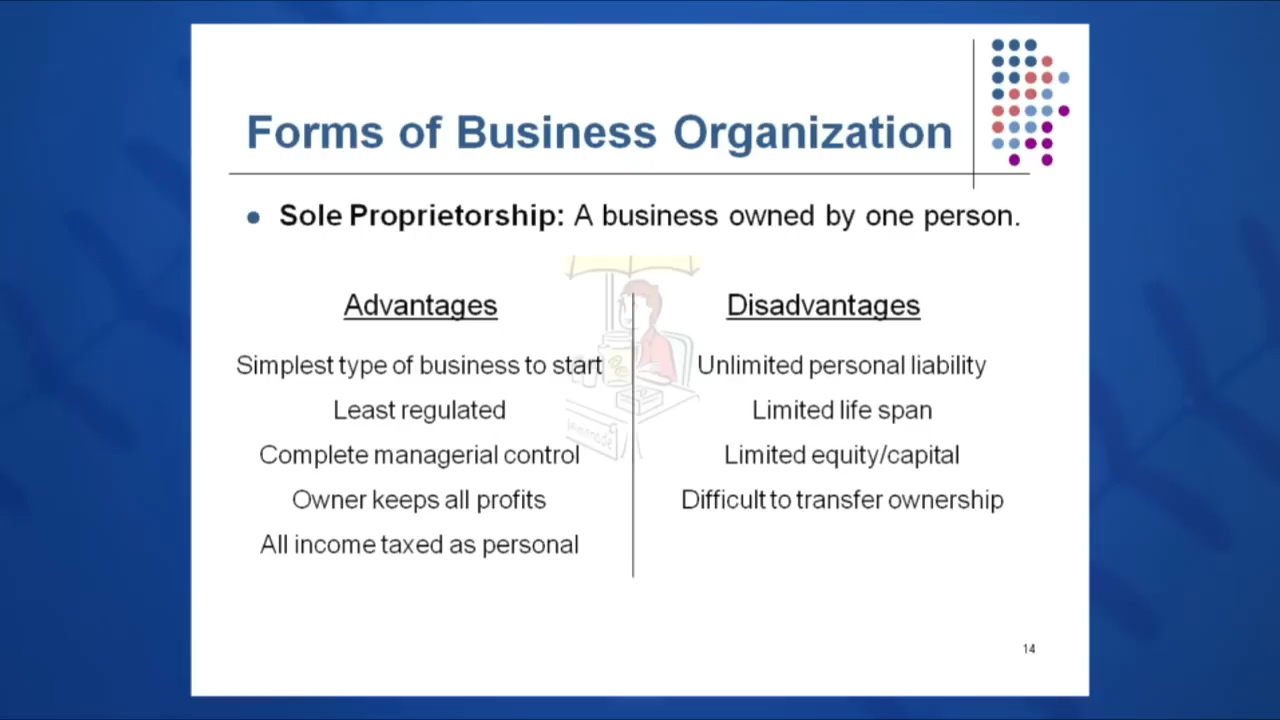 Forms of Business Organization
Sole Proprietorship: A business owned by one person.
Advantages
Simplest type of business to start
Least regulated
Complete managerial control
Owner keeps all profits
All income taxed as personal
Disadvantages
Unlimited personal liability
Limited life span
Limited equity/capital
Difficult to transfer ownership
14